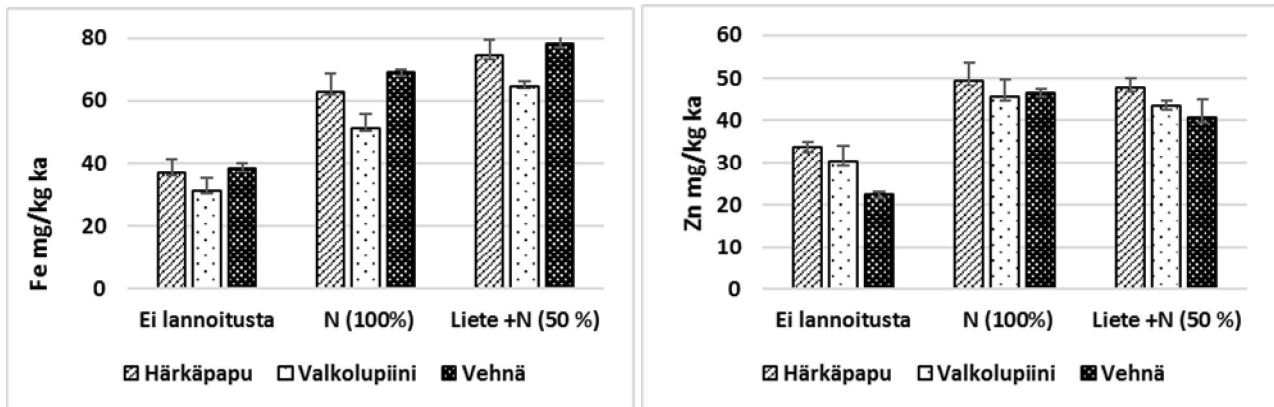 Fe mg/kg ka
80
60
40
20
0
Ei lannoitusta N (100%) Liete +N (50 %)
Härkäpapu Valkolupiini Vehnä
Zn mg/kg ka
60
50
40
30
20
10
0
Ei lannoitusta N (100%) Liete +N (50 %)
Härkäpapu Valkolupiini Vehnä